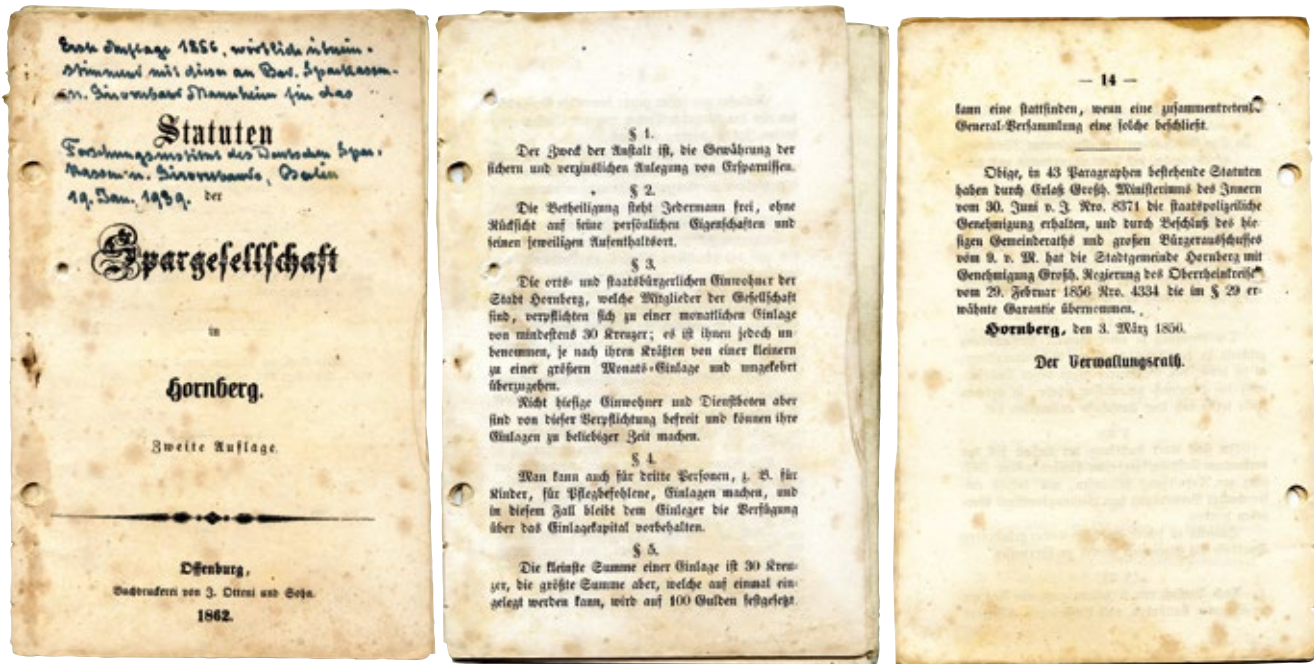 Erste Auflage 1856, wörtlich überein-
stimmend mit dieser an Bad. Sparkassen-
u. Giroverband Mannheim für das
Statuten
Forschungsinstitut des Deutschen Spar-
kassen u. Giroverbands, Berlin
19. Jan. 1939.
der
Spargesellschaft
in
Hornberg.
Zweite Auflage.
Offenburg,
Buchdruckerei von J. Otteni und Sohn.
1862.
§ 1.
Der Zweck der Anstalt ist, die Gewährung der
sichern und verzinslichen Anlegung von Ersparnissen.
§ 2.
Die Betheiligung steht Jedermann frei, ohne
Rücksicht auf seine persönlichen Eigenschaften und
seinen jeweiligen Aufenthaltsort.
§ 3.
Die orts- und staatsbürgerlichen Einwohner der
Stadt Hornberg, welche Mitglieder der Gesellschaft
sind, verpflichten sich zu einer monatlichen Einlage
von mindestens 30 Kreuzer; es ist ihnen jedoch un-
benommen, je nach ihren Kräften von einer kleinern
zu einer größern Monats-Einlage und umgekehrt
überzugehen.
Nicht hiesige Einwohner und Dienstboten aber
sind von dieser Verpflichtung befreit und können ihre
Einlagen zu beliebiger Zeit machen.
§ 4.
Man kann auch für dritte Personen, z. B. für
Kinder, für Pflegbefohlene, Einlagen machen, und
in diesem Fall bleibt dem Einleger die Verfügung
über das Einlagekapital vorbehalten.
§ 5.
Die kleinste Summe einer Einlage ist 30 Kreu-
zer, die größte Summe aber, welche auf einmal ein-
gelegt werden kann, wird auf 100 Gulden festgesetzt
— 14 —
kann eine stattfinden, wenn eine zusammentretende
General-Versammlung eine solche beschließt.
Obige, in 43 Paragraphen bestehende Statuten
haben durch Erlaß Großh. Ministeriums des Innern
vom 30. Juni v. J. Nro. 8371 die staatspolizeiliche
Genehmigung erhalten, und durch Beschluß des hie-
sigen Gemeinderaths und großen Bürgerausschusses
vom 9. v. M. hat die Stadtgemeinde Hornberg mit
Genehmigung Großh. Regierung des Oberrheinkreises
vom 29. Februar 1856 Nro. 4334 die im § 29 er-
wähnte Garantie übernommen.
Hornberg, den 3. März 1856.
Der Verwaltungsrath.